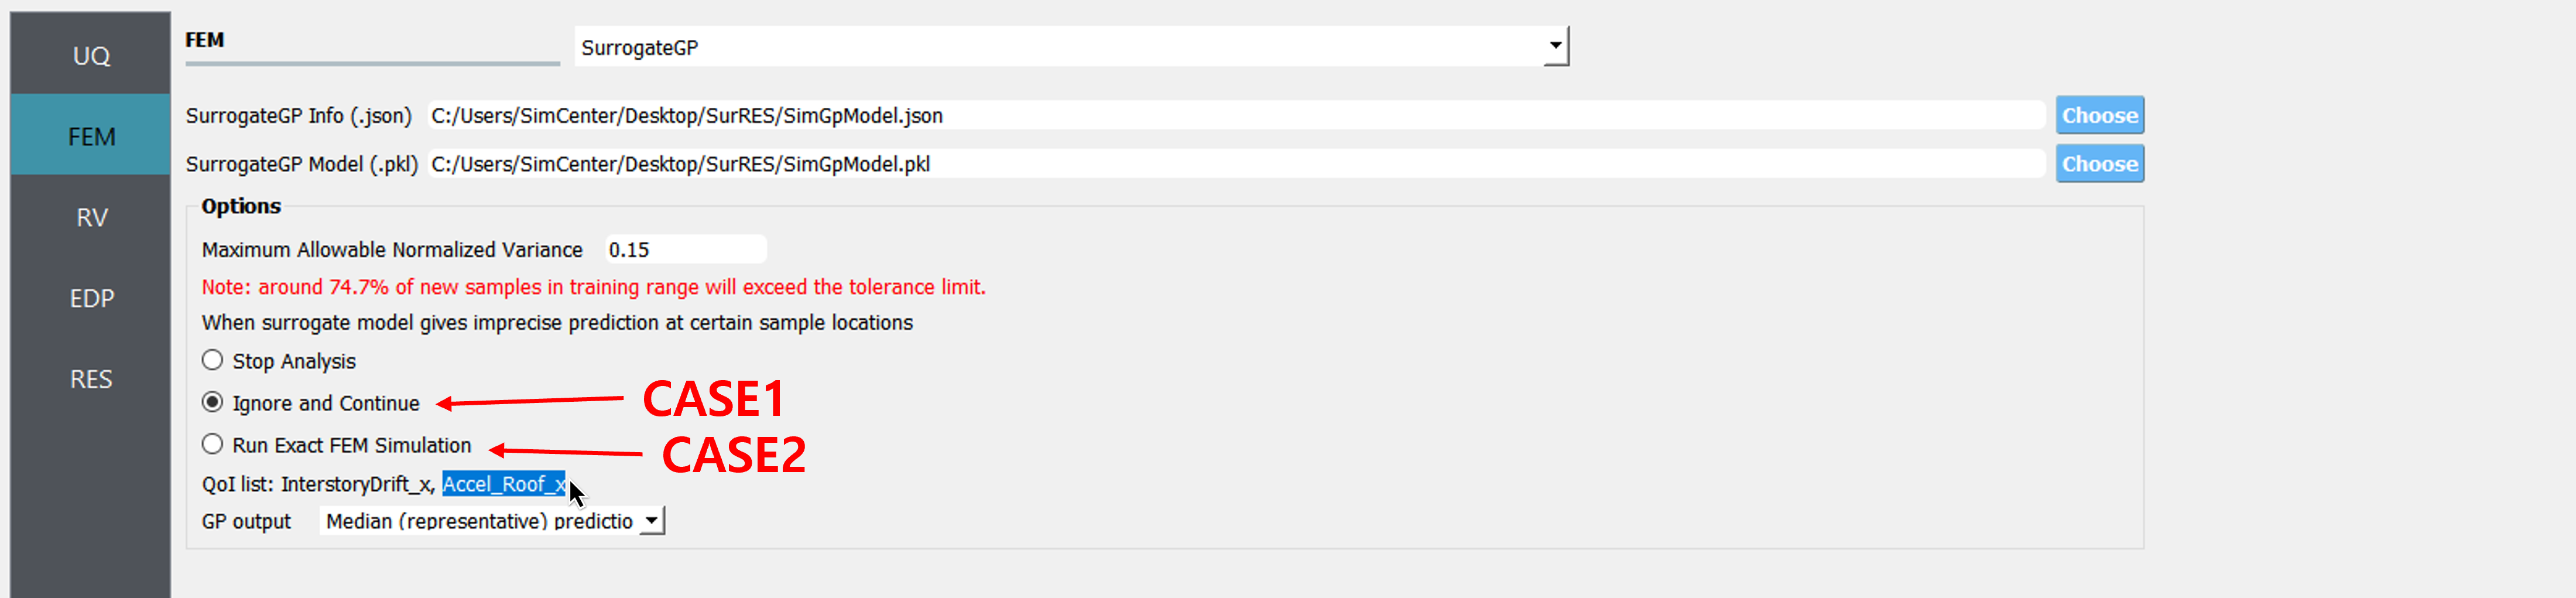 UQ
FEM
RV
EDP
RES
FEM
SurrogateGP
SurrogateGP Info (.json) C:/Users/SimCenter/Desktop/SurRES/SimGpModel.json Choose
SurrogateGP Model (.pkl) C:/Users/SimCenter/Desktop/SurRES/SimGpModel.pkl Choose
Options
Maximum Allowable Normalized Variance 0.15
Note: around 74.7% of new samples in training range will exceed the tolerance limit.
When surrogate model gives imprecise prediction at certain sample locations
Stop Analysis
Ignore and Continue CASE1
Run Exact FEM Simulation CASE2
QoI list: InterstoryDrift_x, Accel_Roof_x
GP output Median (representative) predictio